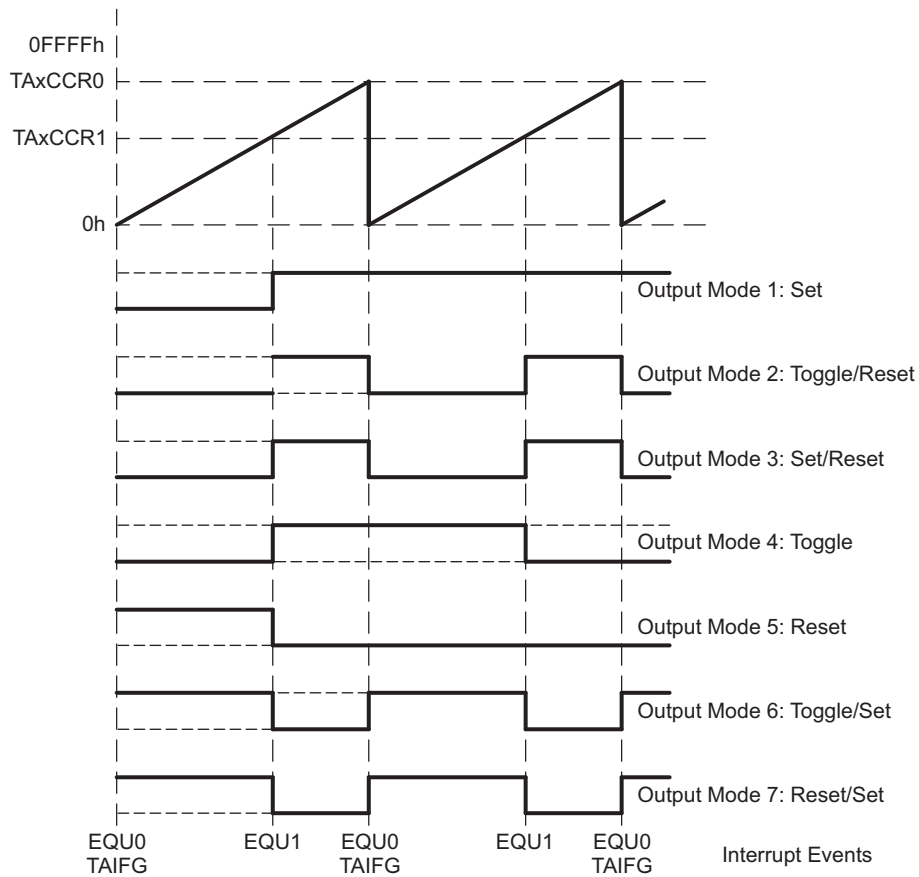 0FFFFh
TAxCCR0
TAxCCR1
0h
Output Mode 1: Set
Output Mode 2: Toggle/Reset
Output Mode 3: Set/Reset
Output Mode 4: Toggle
Output Mode 5: Reset
Output Mode 6: Toggle/Set
Output Mode 7: Reset/Set
EQU0 EQU1 EQU0 EQU1 EQU0
TAIFG TAIFG TAIFG
Interrupt Events